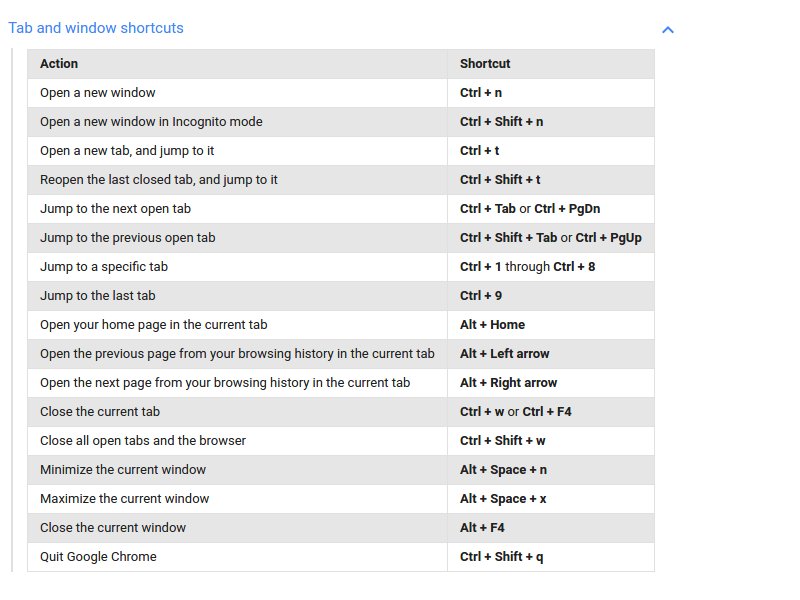 Tab and window shortcuts
Action Shortcut
Open a new window Ctrl + n
Open a new window in Incognito mode Ctrl + Shift + n
Open a new tab, and jump to it Ctrl + t
Reopen the last closed tab, and jump to it Ctrl + Shift + t
Jump to the next open tab Ctrl + Tab or Ctrl + PgDn
Jump to the previous open tab Ctrl + Shift + Tab or Ctrl + PgUp
Jump to a specific tab Ctrl + 1 through Ctrl + 8
Jump to the last tab Ctrl + 9
Open your home page in the current tab Alt + Home
Open the previous page from your browsing history in the current tab Alt + Left arrow
Open the next page from your browsing history in the current tab Alt + Right arrow
Close the current tab Ctrl + w or Ctrl + F4
Close all open tabs and the browser Ctrl + Shift + w
Minimize the current window Alt + Space + n
Maximize the current window Alt + Space + x
Close the current window Alt + F4
Quit Google Chrome Ctrl + Shift + q